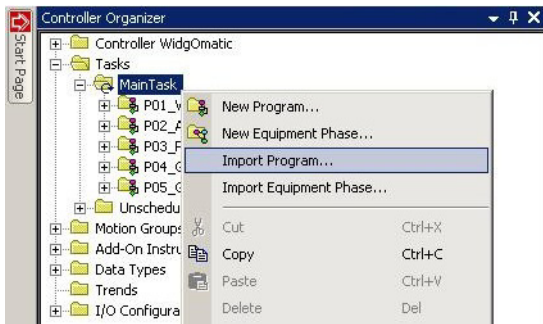 Controller Organizer
Start Page
Controller WidgOmatic
Tasks
MainTask
P01_
P02_
P03_
P04_
P05_
Unschedu
Motion Groups
Add-On Instru
Data Types
Trends
I/O Configura
New Program...
New Equipment Phase...
Import Program...
Import Equipment Phase...
Cut Ctrl+X
Copy Ctrl+C
Paste Ctrl+V
Delete Del